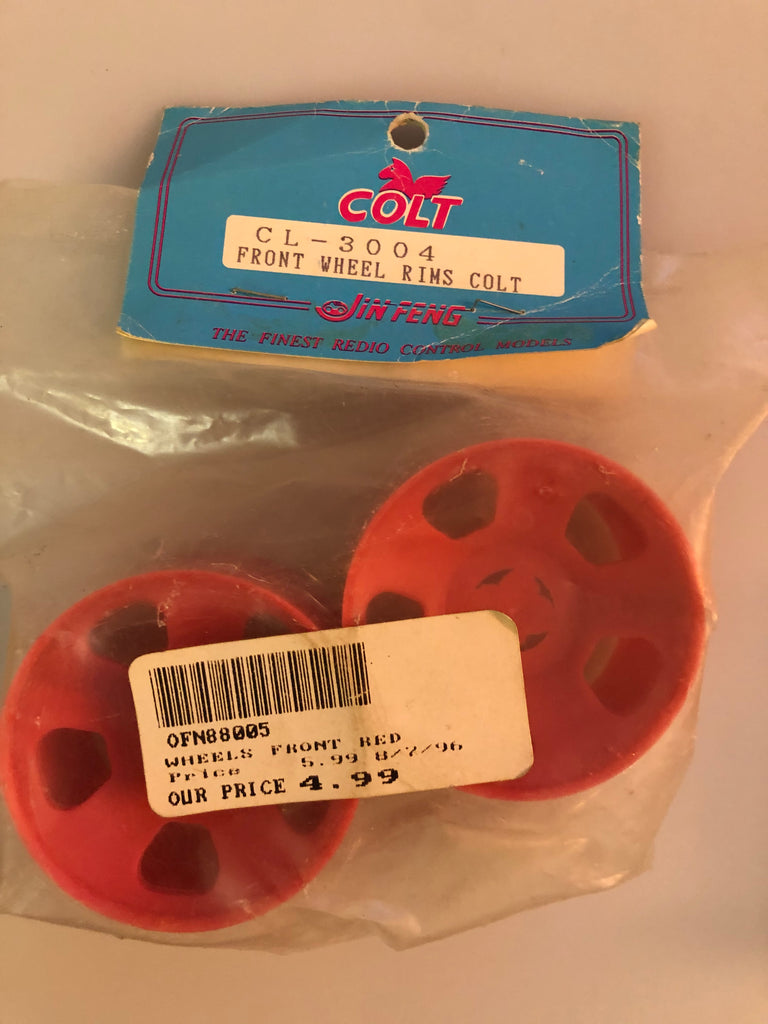 COLT
CL-3004
FRONT WHEEL RIMS COLT
JIN FENG
THE FINEST REDIO CONTROL MODELS
OFN88005
WHEELS FRONT RED
Price 5.99 8/7/96
OUR PRICE 4.99